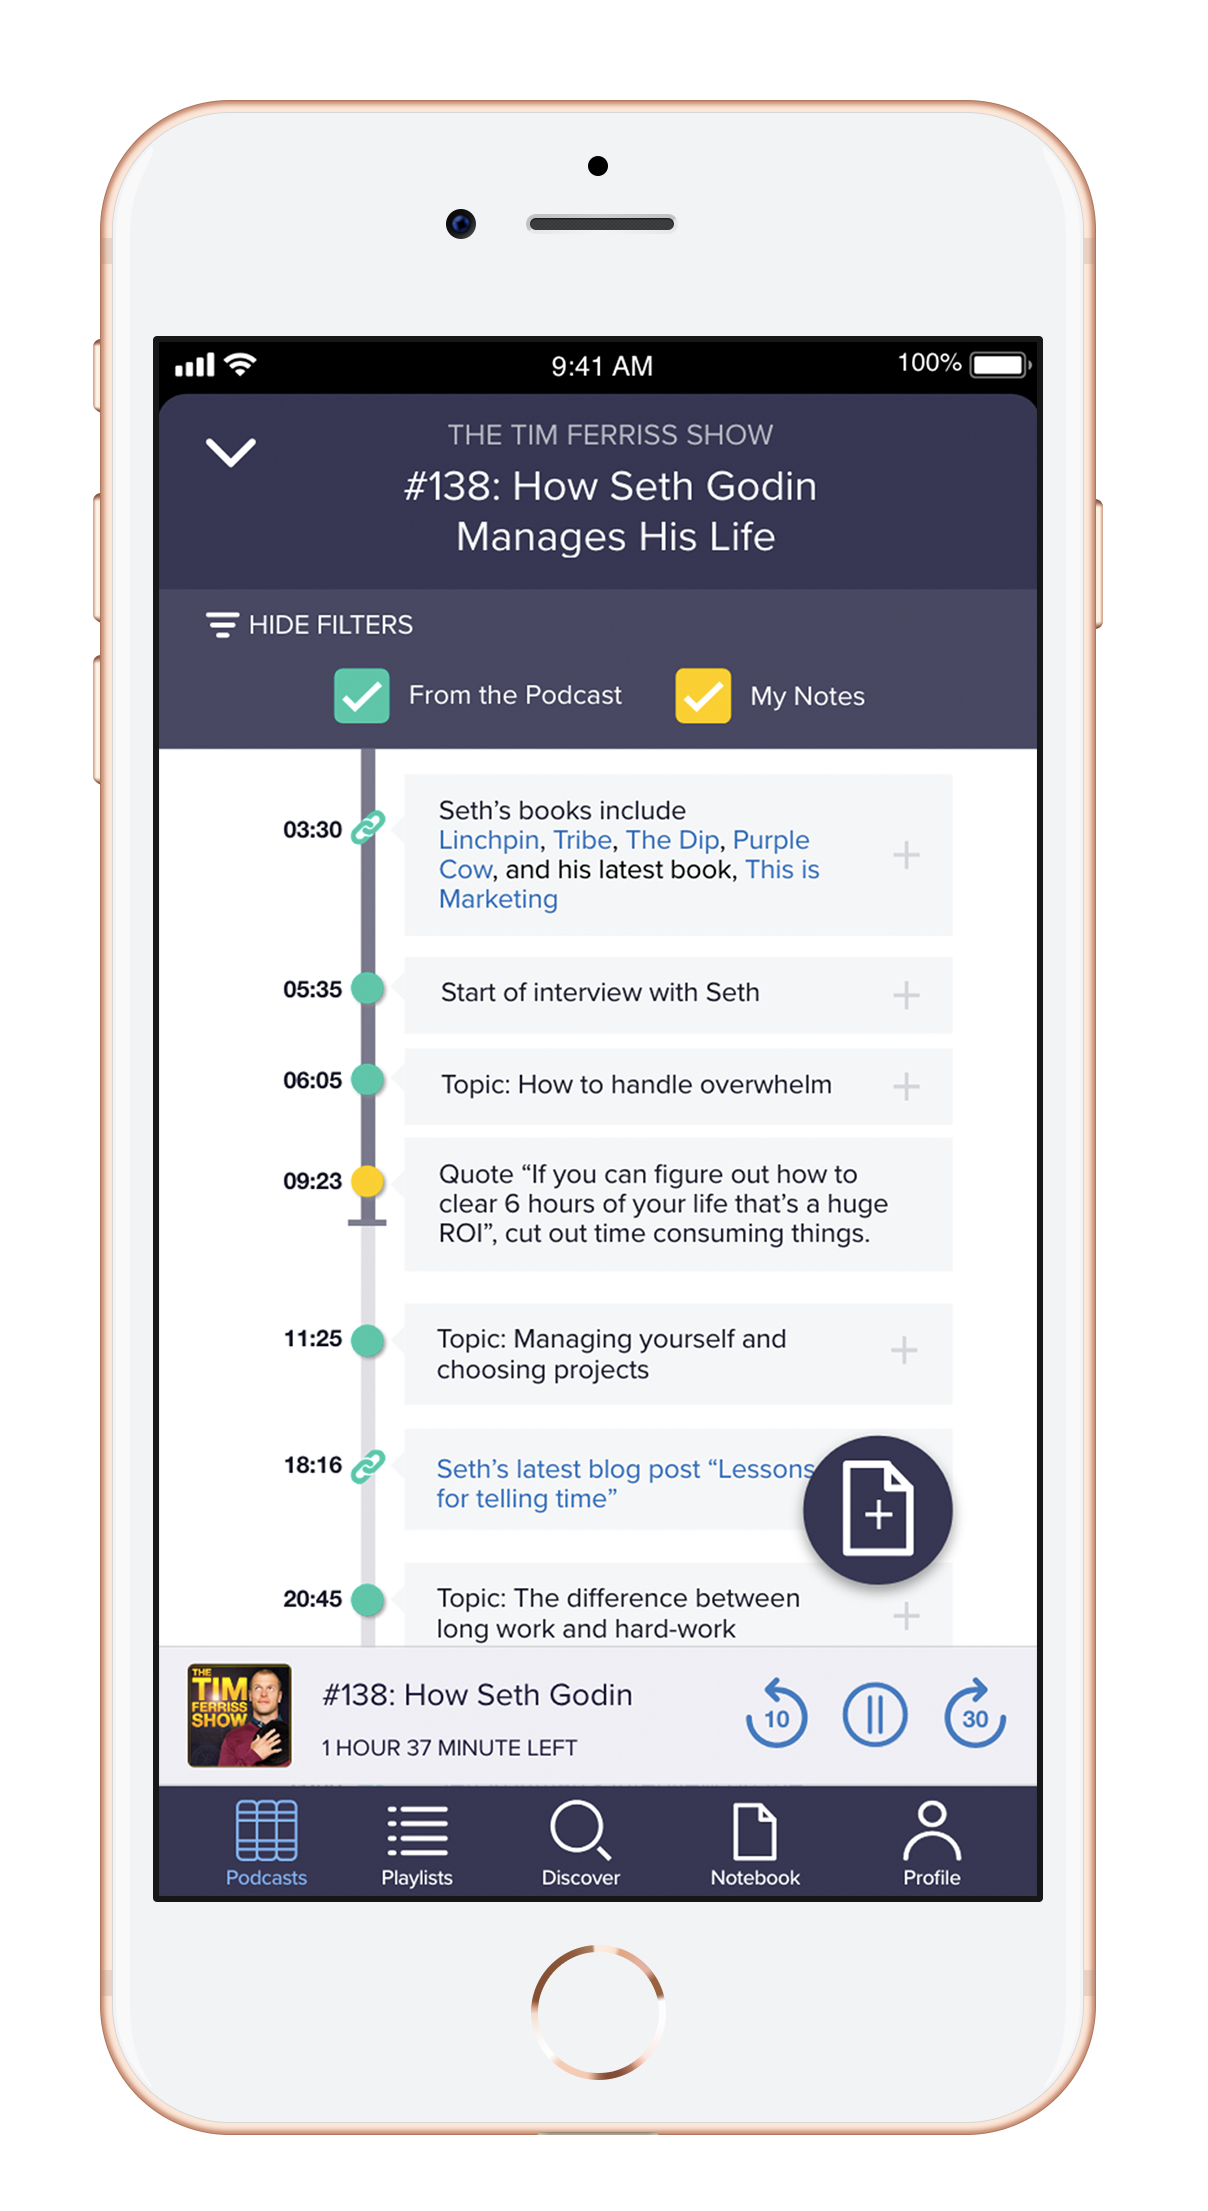 9:41 AM
100%
THE TIM FERRISS SHOW
#138: How Seth Godin
Manages His Life
HIDE FILTERS
From the Podcast
My Notes
03:30
Seth’s books include
Linchpin, Tribe, The Dip, Purple
Cow, and his latest book, This is
Marketing
05:35
Start of interview with Seth
06:05
Topic: How to handle overwhelm
09:23
Quote “If you can figure out how to
clear 6 hours of your life that’s a huge
ROI”, cut out time consuming things.
11:25
Topic: Managing yourself and
choosing projects
18:16
Seth’s latest blog post “Lessons
for telling time”
20:45
Topic: The difference between
long work and hard-work
THE
TIM
FERRISS
SHOW
#138: How Seth Godin
1 HOUR 37 MINUTE LEFT
10
30
Podcasts
Playlists
Discover
Notebook
Profile